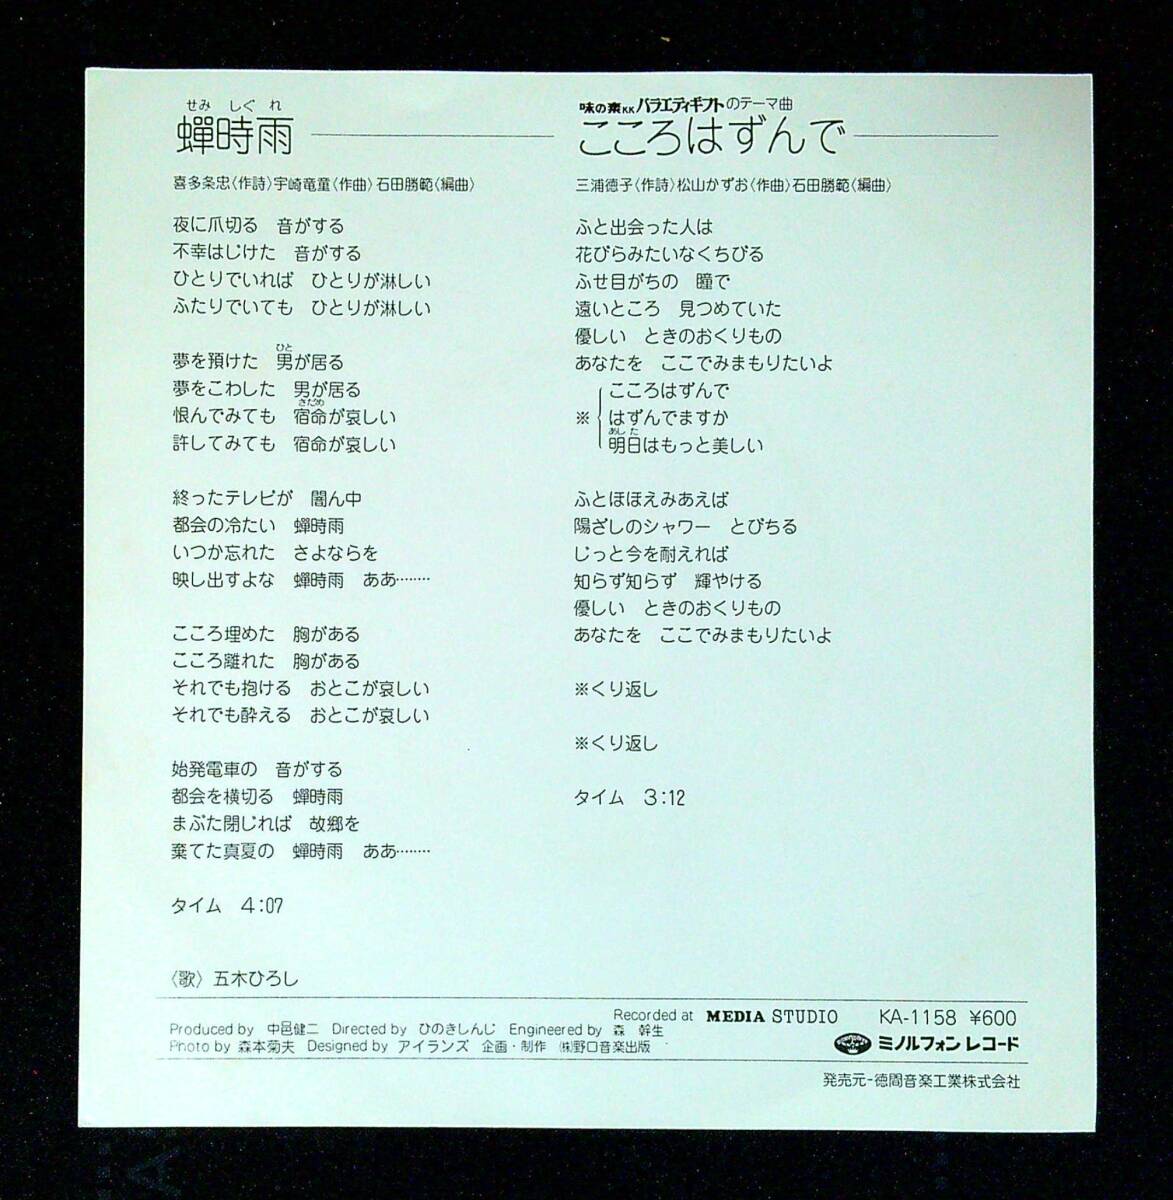 せみ しぐ れ
蟬時雨
喜多条忠〈作詩〉宇崎竜童〈作曲〉石田勝範〈編曲〉
夜に爪切る 音がする
不幸はじけた 音がする
ひとりでいれば ひとりが淋しい
ふたりでいても ひとりが淋しい
ひと
夢を預けた 男が居る
夢をこわした 男が居る
さだめ
恨んでみても 宿命が哀しい
許してみても 宿命が哀しい
終ったテレビが 闇ん中
都会の冷たい 蟬時雨
いつか忘れた さよならを
映し出すよな 蟬時雨 ああ………
こころ埋めた 胸がある
こころ離れた 胸がある
それでも抱ける おとこが哀しい
それでも酔える おとこが哀しい
始発電車の 音がする
都会を横切る 蟬時雨
まぶた閉じれば 故郷を
棄てた真夏の 蟬時雨 ああ………
タイム 4:07
〈歌〉五木ひろし
味の素KKバラエティギフトのテーマ曲
こころはずんで
三浦徳子〈作詩〉松山かずお〈作曲〉石田勝範〈編曲〉
ふと出会った人は
花びらみたいなくちびる
ふせ目がちの 瞳で
遠いところ 見つめていた
優しい ときのおくりもの
あなたを ここでみまもりたいよ
こころはずんで
※ はずんでますか
あした
明日はもっと美しい
ふとほほえみあえば
陽ざしのシャワー とびちる
じっと今を耐えれば
知らず知らず 輝やける
優しい ときのおくりもの
あなたを ここでみまもりたいよ
※くり返し
※くり返し
タイム 3:12
Recorded at MEDIA STUDIO KA-1158 ¥600
Produced by 中邑健二 Directed by ひのきしんじ Engineered by 森 幹生
Photo by 森本菊夫 Designed by アイランズ 企画・制作 ㈱野口音楽出版
ミノルフォン レコード
発売元-徳間音楽工業株式会社